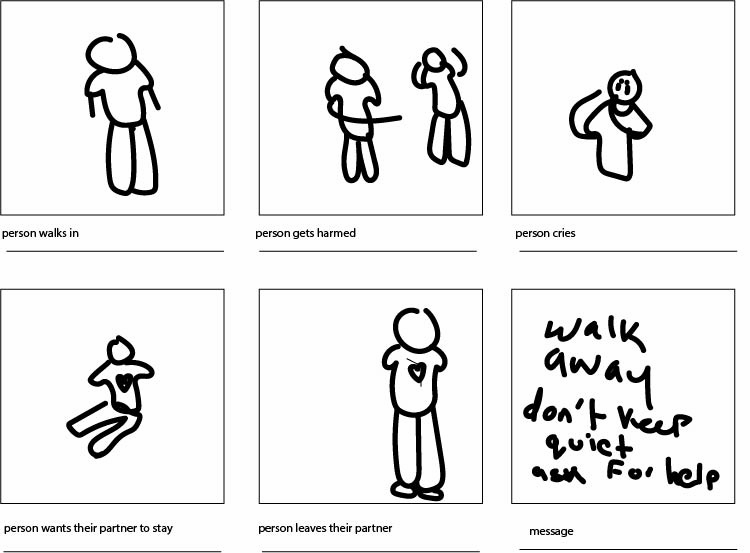 person walks in
person gets harmed
person cries
person wants their partner to stay
person leaves their partner
walk
away
don't keep
quiet
ask For help
message